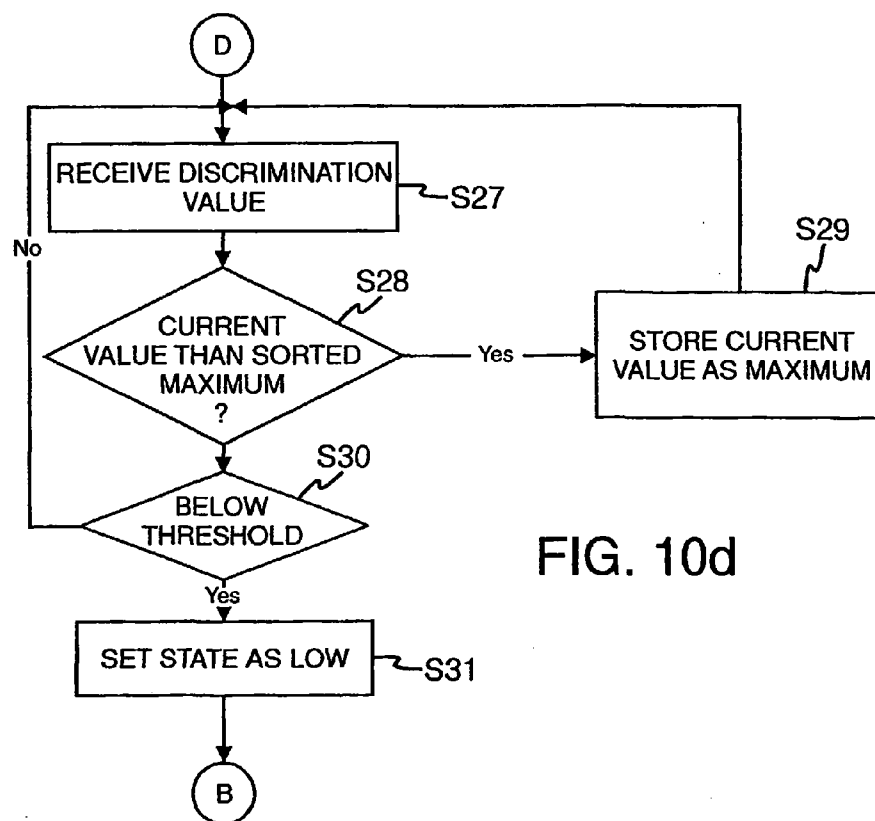 D
RECEIVE DISCRIMINATION
VALUE
S27
No
S28
S29
CURRENT
VALUE THAN SORTED
MAXIMUM
?
Yes
STORE CURRENT
VALUE AS MAXIMUM
S30
BELOW
THRESHOLD
FIG. 10d
Yes
SET STATE AS LOW
S31
B